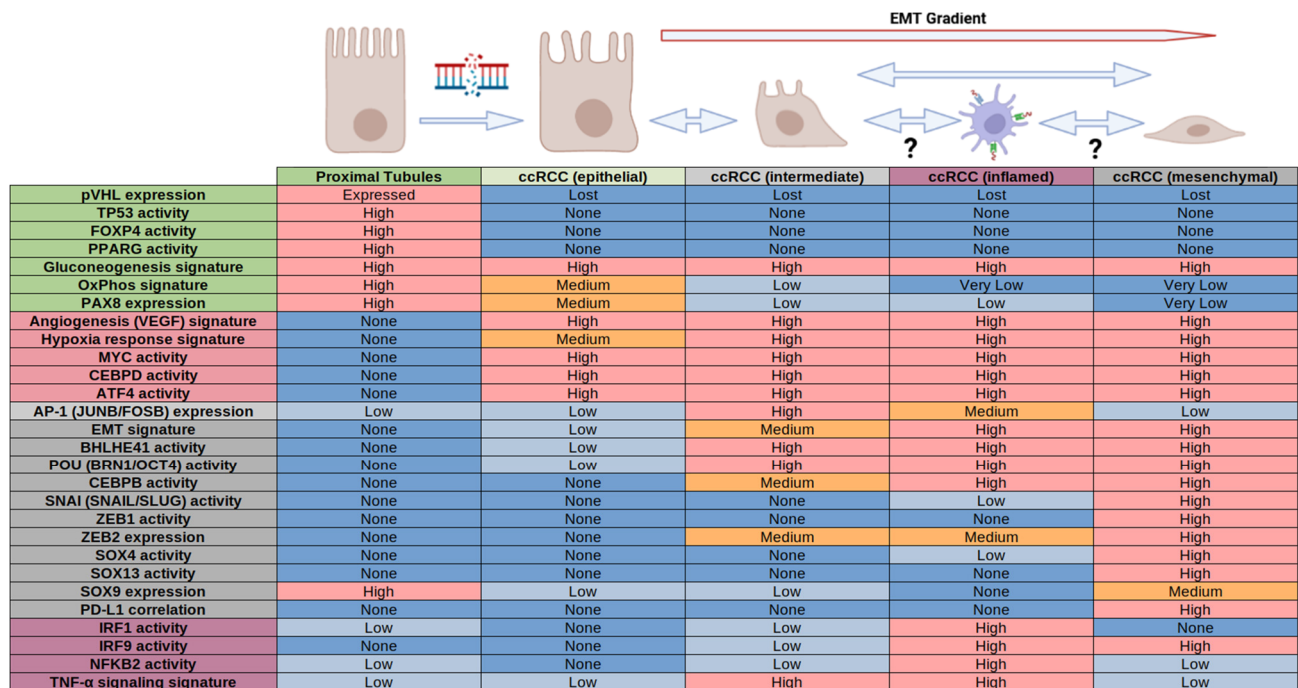 EMT Gradient
? ?
Proximal Tubules ccRCC (epithelial) ccRCC (intermediate) ccRCC (inflamed) ccRCC (mesenchymal)
pVHL expression Expressed Lost Lost Lost Lost
TP53 activity High None None None None
FOXP4 activity High None None None None
PPARG activity High None None None None
Gluconeogenesis signature High High High High High
OxPhos signature High Medium Low Very Low Very Low
PAX8 expression High Medium Low Low Very Low
Angiogenesis (VEGF) signature None High High High High
Hypoxia response signature None Medium High High High
MYC activity None High High High High
CEBPD activity None High High High High
ATF4 activity None High High High High
AP-1 (JUNB/FOSB) expression Low Low High Medium Low
EMT signature None Low Medium High High
BHLHE41 activity None Low High High High
POU (BRN1/OCT4) activity None Low High High High
CEBPB activity None None Medium High High
SNAI (SNAIL/SLUG) activity None None None Low High
ZEB1 activity None None None None High
ZEB2 expression None None Medium Medium High
SOX4 activity None None None Low High
SOX13 activity None None None None High
SOX9 expression High Low Low None Medium
PD-L1 correlation None None None None High
IRF1 activity Low None Low High None
IRF9 activity None None Low High High
NFKB2 activity Low None Low High Low
TNF-α signaling signature Low Low High High Low